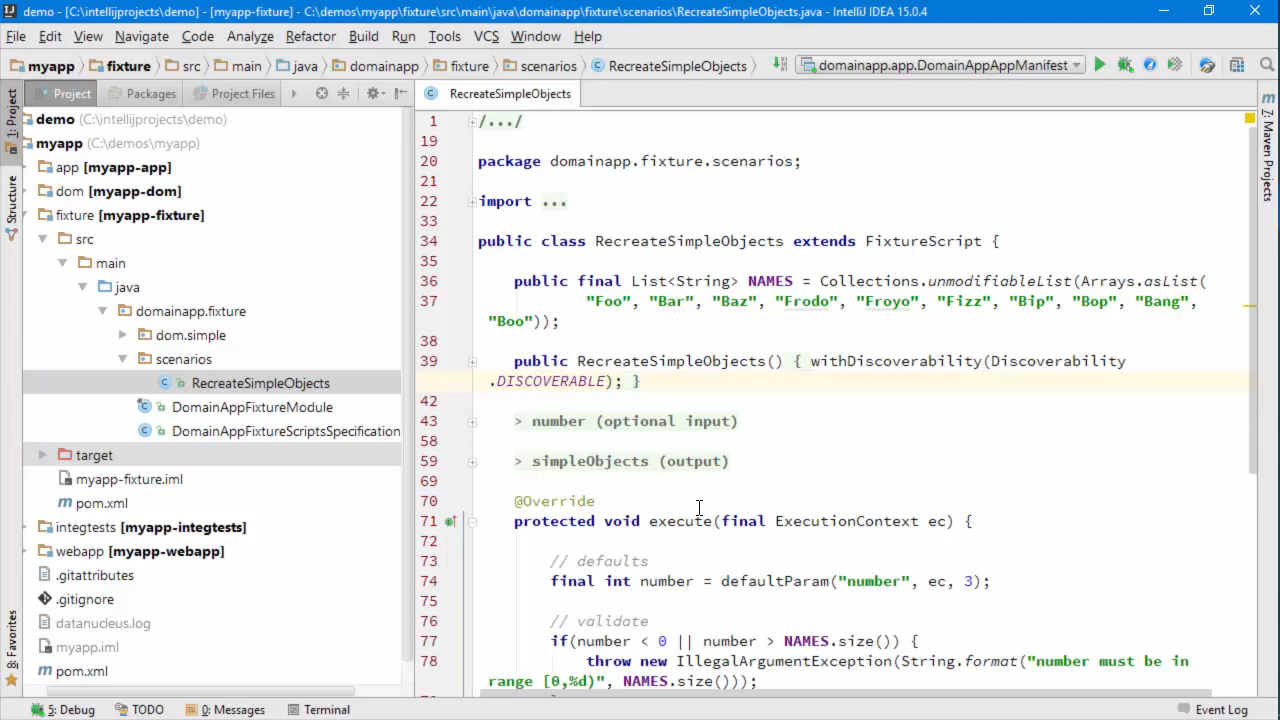 demo - [C:\intellijprojects\demo] - [myapp-fixture] - C:\demos\myapp\fixture\src\main\java\domainapp\fixture\scenarios\RecreateSimpleObjects.java - IntelliJ IDEA 15.0.4
File Edit View Navigate Code Analyze Refactor Build Run Tools VCS Window Help
myapp fixture src main java domainapp fixture scenarios RecreateSimpleObjects domainapp.app.DomainAppAppManifest
Project Packages Project Files
RecreateSimpleObjects
1: Project
Structure
8: Favorites
demo (C:\intellijprojects\demo)
myapp (C:\demos\myapp)
app [myapp-app]
dom [myapp-dom]
fixture [myapp-fixture]
src
main
java
domainapp.fixture
dom.simple
scenarios
RecreateSimpleObjects
DomainAppFixtureModule
DomainAppFixtureScriptsSpecification
target
myapp-fixture.iml
pom.xml
integtests [myapp-integtests]
webapp [myapp-webapp]
.gitattributes
.gitignore
datanucleus.log
myapp.iml
pom.xml
1 /.../
19
20 package domainapp.fixture.scenarios;
21
22 import ...
33
34 public class RecreateSimpleObjects extends FixtureScript {
35
36 public final List<String> NAMES = Collections.unmodifiableList(Arrays.asList(
37 "Foo", "Bar", "Baz", "Frodo", "Froyo", "Fizz", "Bip", "Bop", "Bang",
"Boo"));
38
39 public RecreateSimpleObjects() { withDiscoverability(Discoverability
.DISCOVERABLE); }
42
43 > number (optional input)
58
59 > simpleObjects (output)
69
70 @Override
71 protected void execute(final ExecutionContext ec) {
72
73 // defaults
74 final int number = defaultParam("number", ec, 3);
75
76 // validate
77 if(number < 0 || number > NAMES.size()) {
78 throw new IllegalArgumentException(String.format("number must be in
range [0,%d)", NAMES.size()));
Maven Projects
5: Debug TODO 0: Messages Terminal Event Log